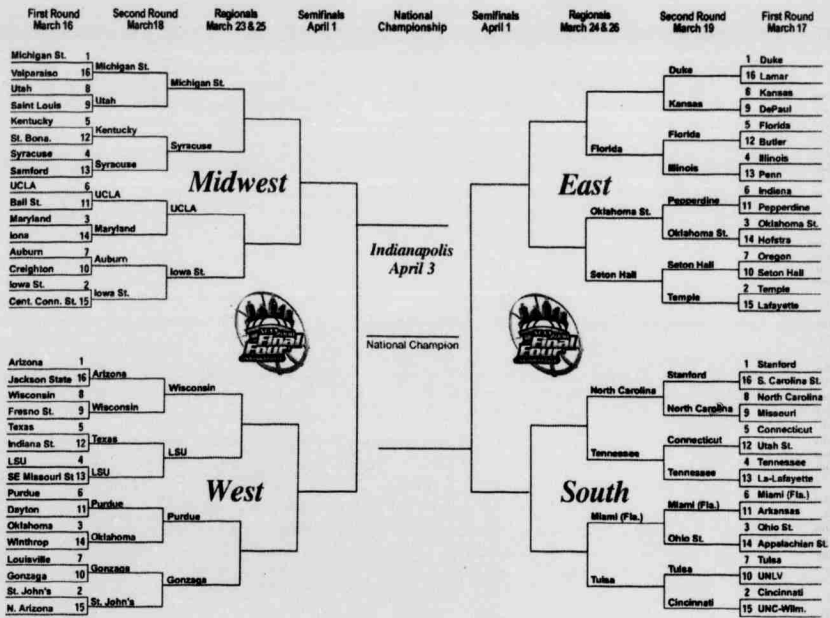 First Round March 16
Second Round March18
Regionals March 23 & 25
Semifinals April 1
National Championship
Semifinals April 1
Regionals March 24 & 26
Second Round March 19
First Round March 17
Michigan St. 1
Valparaiso 16
Utah 8
Saint Louis 9
Kentucky 5
St. Bona. 12
Syracuse 4
Samford 13
UCLA 6
Ball St. 11
Maryland 3
Iona 14
Auburn 7
Creighton 10
Iowa St. 2
Cent. Conn. St. 15
Michigan St.
Utah
Kentucky
Syracuse
UCLA
Maryland
Auburn
Iowa St.
Michigan St.
Syracuse
UCLA
Iowa St.
Midwest
Arizona 1
Jackson State 16
Wisconsin 8
Fresno St. 9
Texas 5
Indiana St. 12
LSU 4
SE Missouri St 13
Purdue 6
Dayton 11
Oklahoma 3
Winthrop 14
Louisville 7
Gonzaga 10
St. John's 2
N. Arizona 15
Arizona
Wisconsin
Texas
LSU
Purdue
Oklahoma
Gonzaga
St. John's
Wisconsin
LSU
Purdue
Gonzaga
West
Indianapolis
April 3
National Champion
Final
Four
Final
Four
East
Florida
Oklahoma St.
Seton Hall
Duke
Kansas
Florida
Illinois
Pepperdine
Oklahoma St.
Seton Hall
Temple
1 Duke
16 Lamar
8 Kansas
9 DePaul
5 Florida
12 Butler
4 Illinois
13 Penn
6 Indiana
11 Pepperdine
3 Oklahoma St.
14 Hofstra
7 Oregon
10 Seton Hall
2 Temple
15 Lafayette
South
North Carolina
Tennessee
Miami (Fla.)
Tulsa
Stanford
North Carolina
Connecticut
Tennessee
Miami (Fla.)
Ohio St.
Tulsa
Cincinnati
1 Stanford
16 S. Carolina St.
8 North Carolina
9 Missouri
5 Connecticut
12 Utah St.
4 Tennessee
13 La-Lafayette
6 Miami (Fla.)
11 Arkansas
3 Ohio St.
14 Appalachian St.
7 Tulsa
10 UNLV
2 Cincinnati
15 UNC-Wilm.